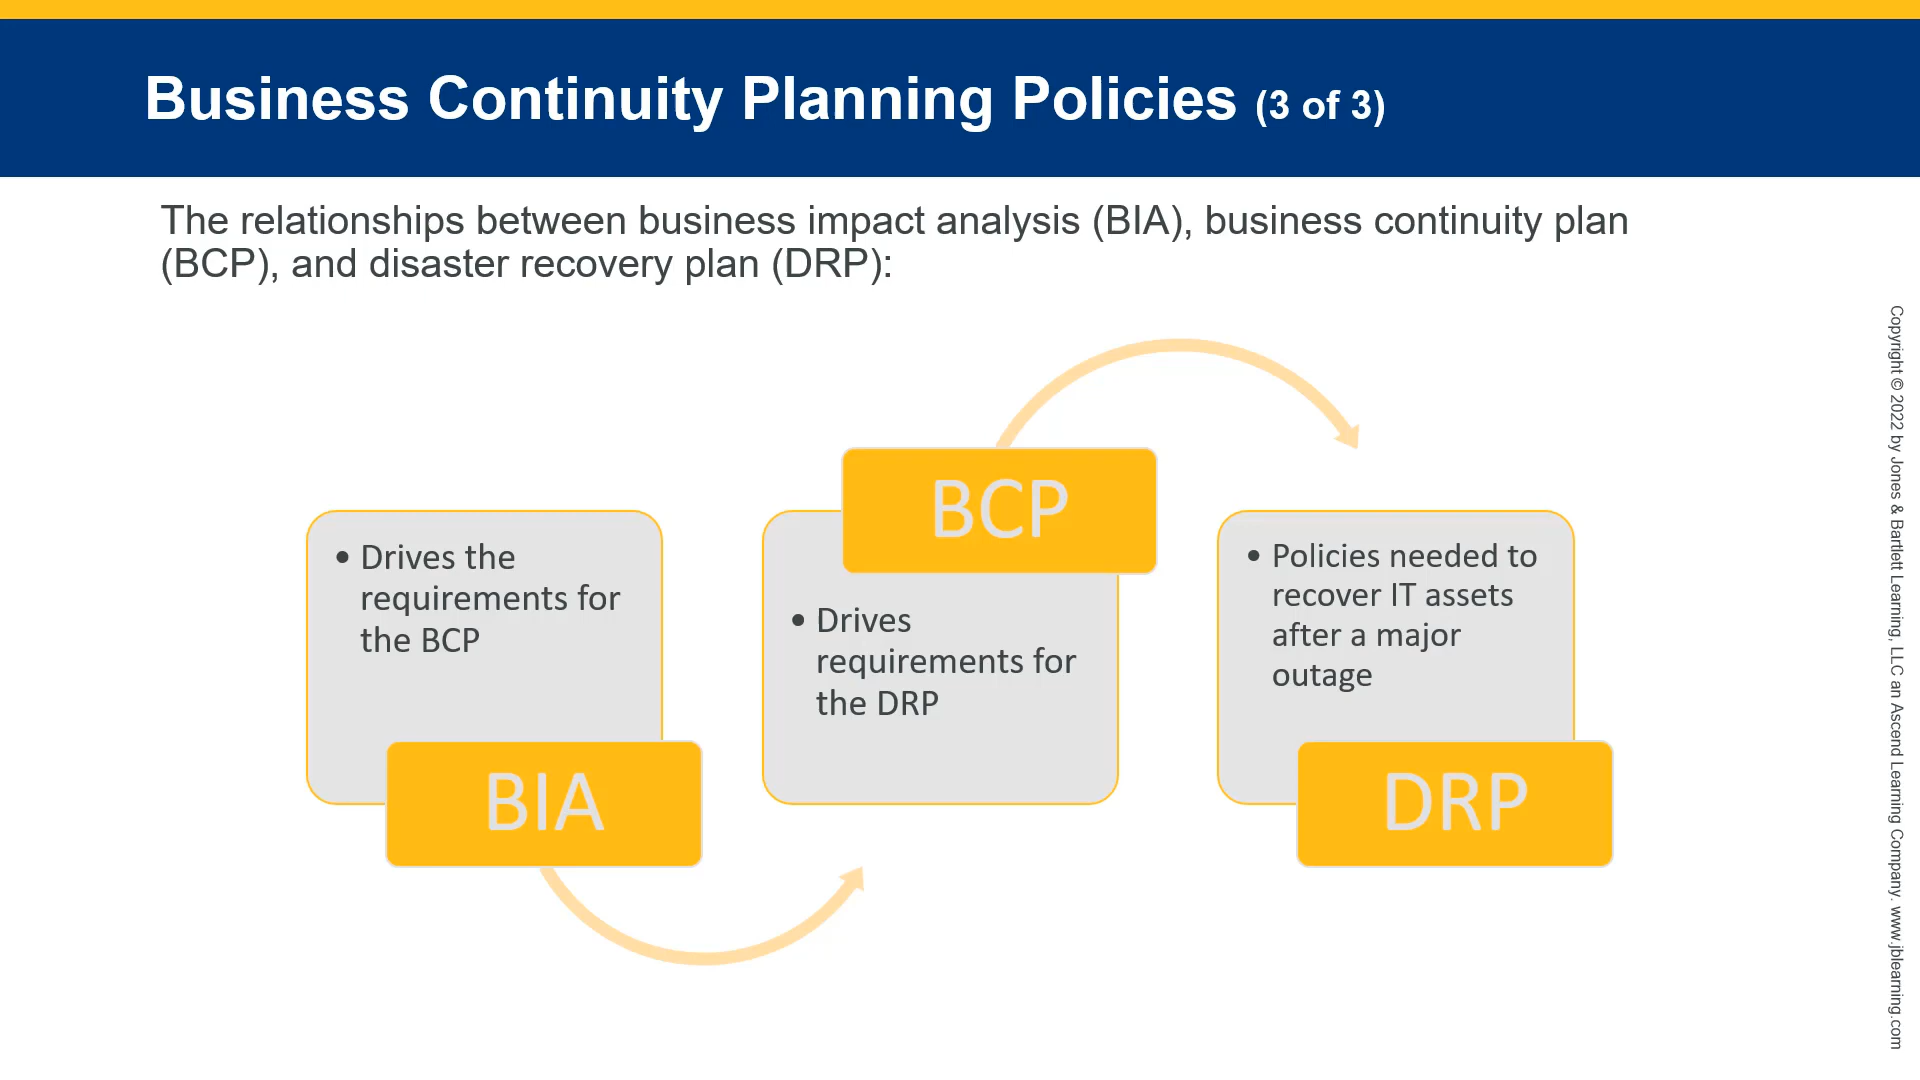 Business Continuity Planning Policies (3 of 3)
The relationships between business impact analysis (BIA), business continuity plan
(BCP), and disaster recovery plan (DRP):
• Drives the
requirements for
the BCP
BIA
BCP
• Drives
requirements for
the DRP
• Policies needed to
recover IT assets
after a major
outage
DRP
Copyright © 2022 by Jones & Bartlett Learning, LLC an Ascend Learning Company. www.jblearning.com